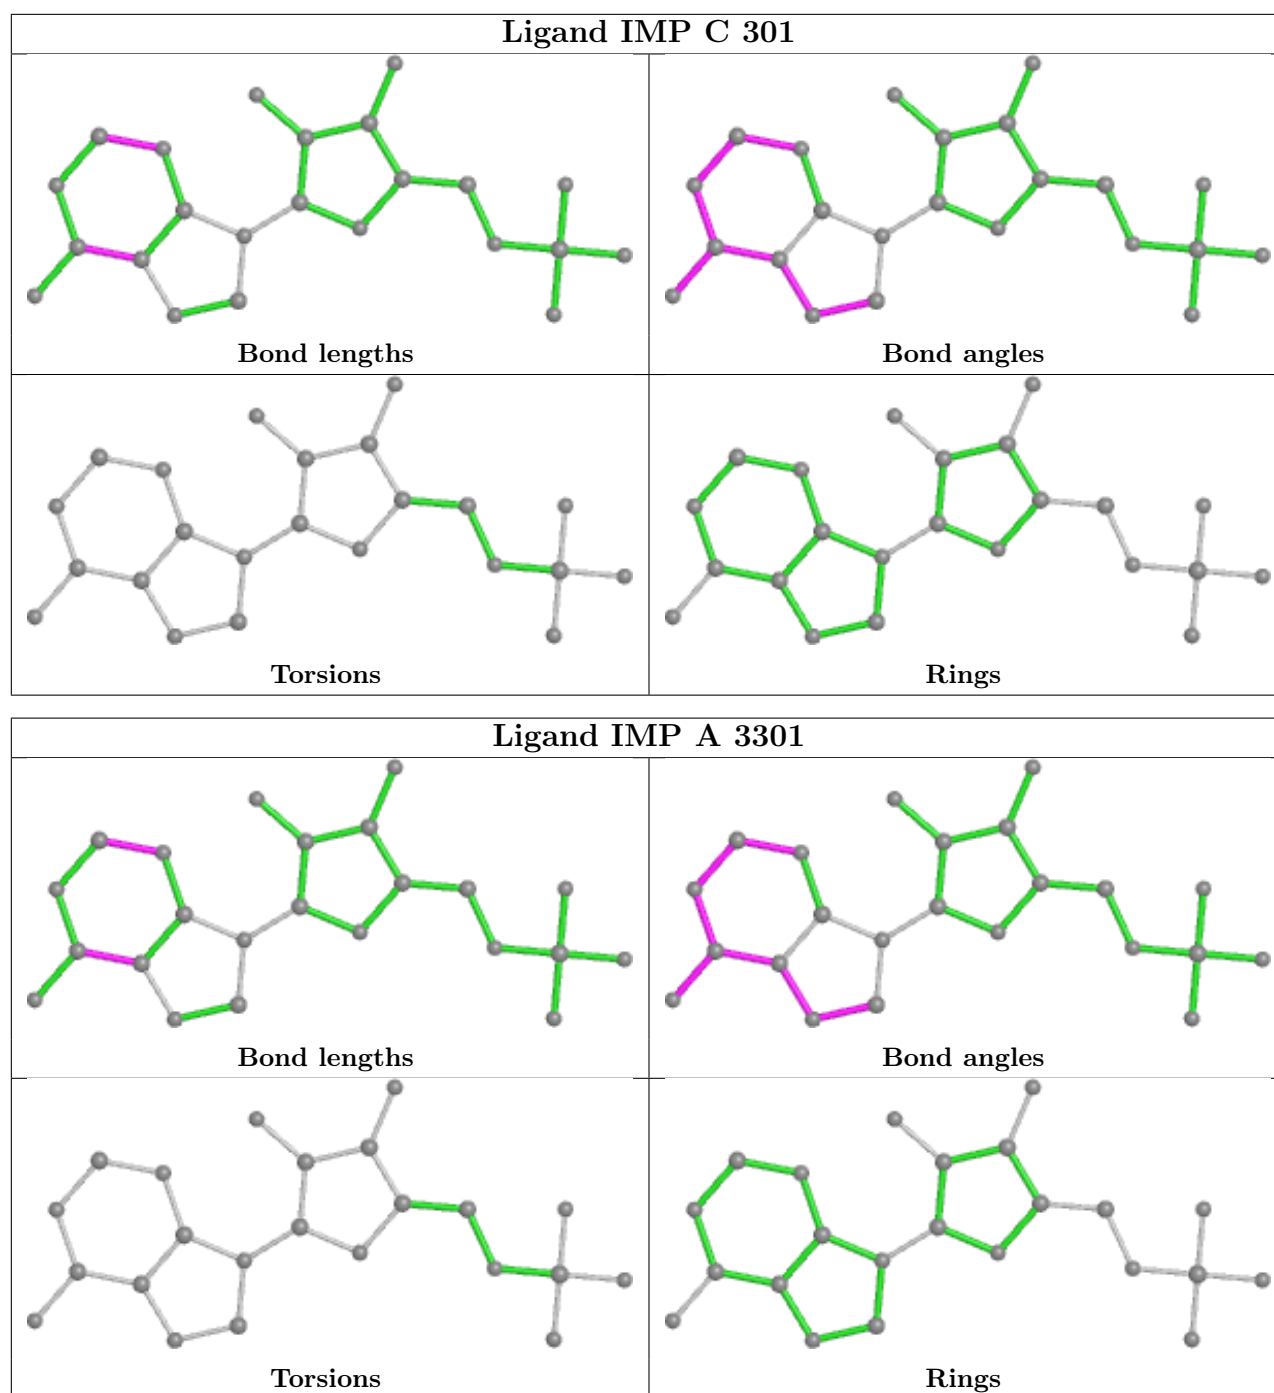 Ligand IMP C 301
Bond lengths
Bond angles
Torsions
Rings
Ligand IMP A 3301
Bond lengths
Bond angles
Torsions
Rings